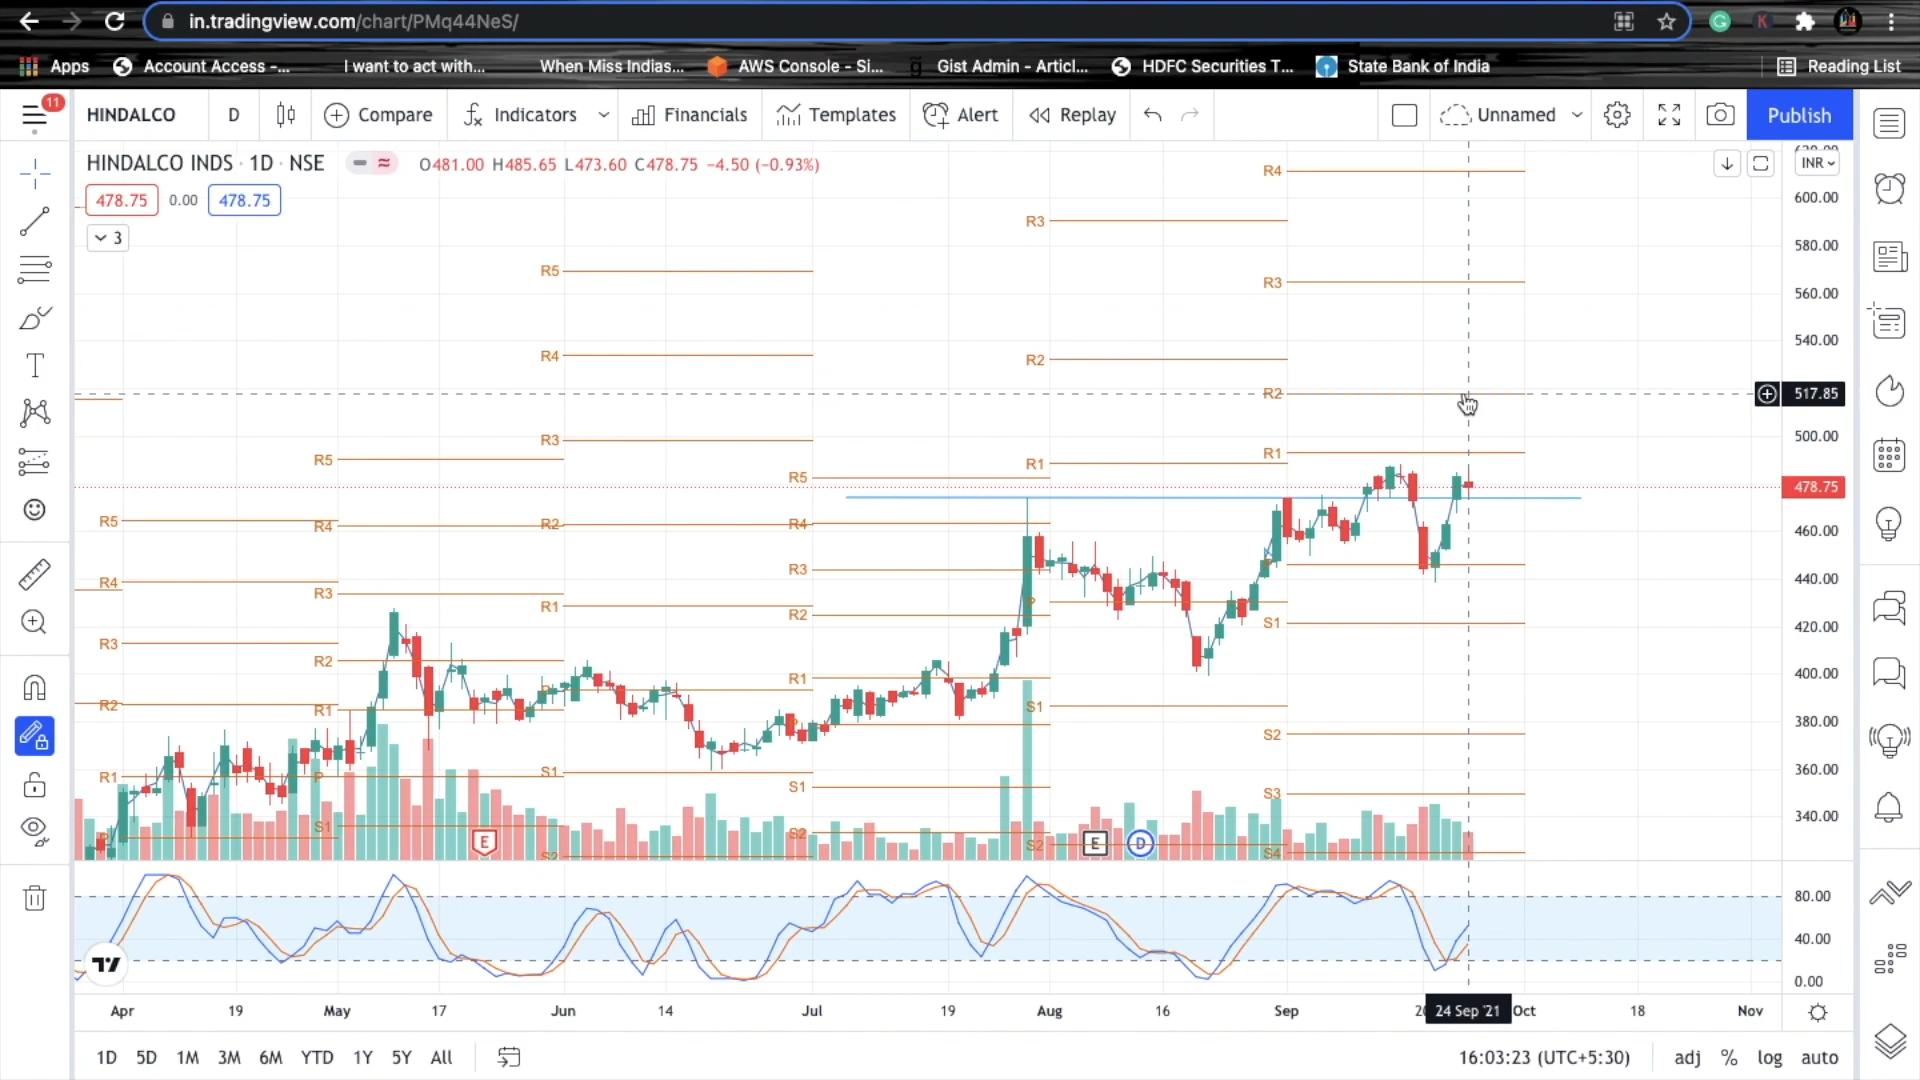 in.tradingview.com/chart/PMq44NeS/
Apps Account Access -... I want to act with... When Miss Indias... AWS Console - Si... Gist Admin - Articl... HDFC Securities T... State Bank of India Reading List
11
HINDALCO D Compare Indicators Financials Templates Alert Replay Unnamed Publish
HINDALCO INDS · 1D · NSE O481.00 H485.65 L473.60 C478.75 −4.50 (−0.93%) INR
478.75 0.00 478.75
3
R4
600.00
R3
580.00
R5
R3
560.00
540.00
R4 R2
R2 517.85
R3 500.00
R5 R1 R1
R5
478.75
R5 R4 R2 R4
460.00
R3
R4 440.00
R3 R1 R2 P
S1 420.00
R3
R2 R1 400.00
R2 R1 S1
P 380.00
S2
R1 P S1 S1 360.00
S3
S1 S2 340.00
E S2 E D S4
S2
80.00
40.00
0.00
Apr 19 May 17 Jun 14 Jul 19 Aug 16 Sep 24 Sep '21 Oct 18 Nov
1D 5D 1M 3M 6M YTD 1Y 5Y All 16:03:23 (UTC+5:30) adj % log auto